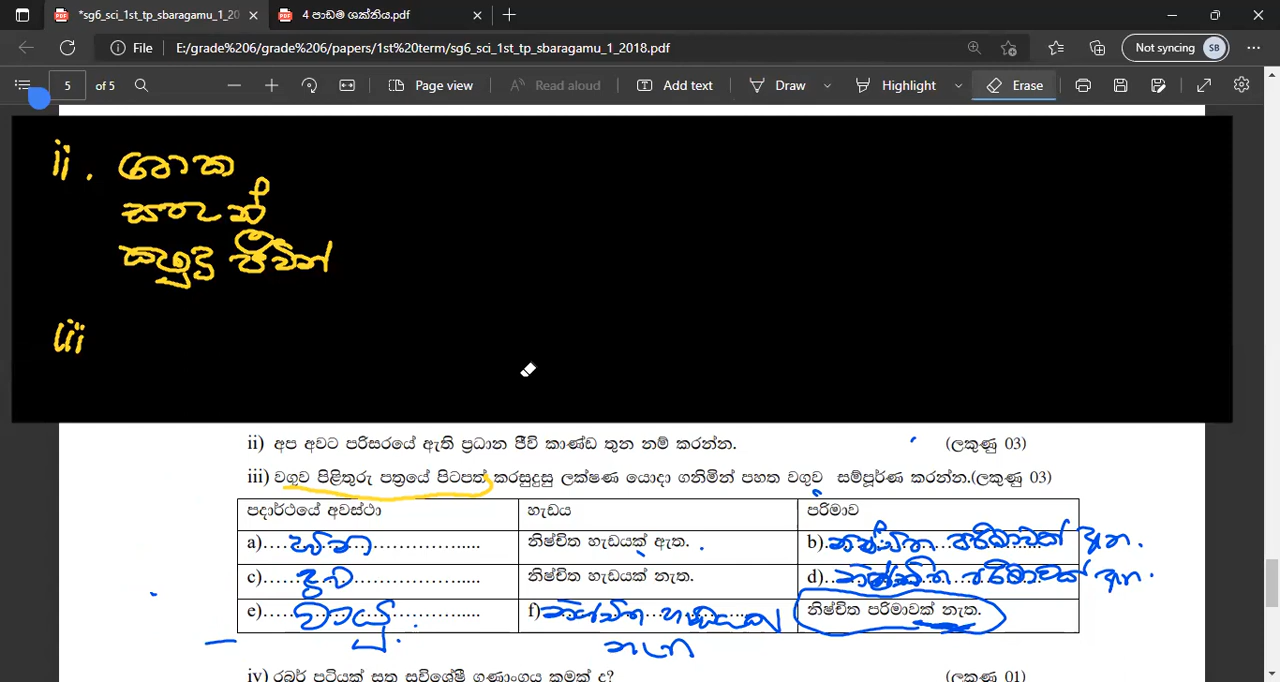 *sg6_sci_1st_tp_sbaragamu_1_20 4 පාඩම ශක්තිය.pdf
File E:/grade%206/grade%206/papers/1st%20term/sg6_sci_1st_tp_sbaragamu_1_2018.pdf Not syncing SB
5 of 5 Page view Read aloud Add text Draw Highlight Erase
ii. ශාක
සතුන්
ක්ෂුද්‍ර ජීවීන්
iii
ii) අප අවට පරිසරයේ ඇති ප්‍රධාන ජීවි කාණ්ඩ තුන නම් කරන්න. (ලකුණු 03)
iii) වගුව පිළිතුරු පත්‍රයේ පිටපත් කරසුදුසු ලක්ෂණ යොදා ගනිමින් පහත වගුව සම්පූර්ණ කරන්න.(ලකුණු 03)
පදාර්ථයේ අවස්ථා හැඩය පරිමාව
a).... ඝන ........ නිෂ්චිත හැඩයක් ඇත. b). නිශ්චිත පරිමාවක් ඇත.
c).... ද්‍රව ........ නිෂ්චිත හැඩයක් නැත. d). නිශ්චිත පරිමාවක් ඇත.
e).... වායු ........ f) නිශ්චිත හැඩයක් නිෂ්චිත පරිමාවක් නැත.
නැත
iv) රබර් පටියක් සතු සුවිශේෂී ගුණාංගය කුමක් ද? (ලකුණු 01)